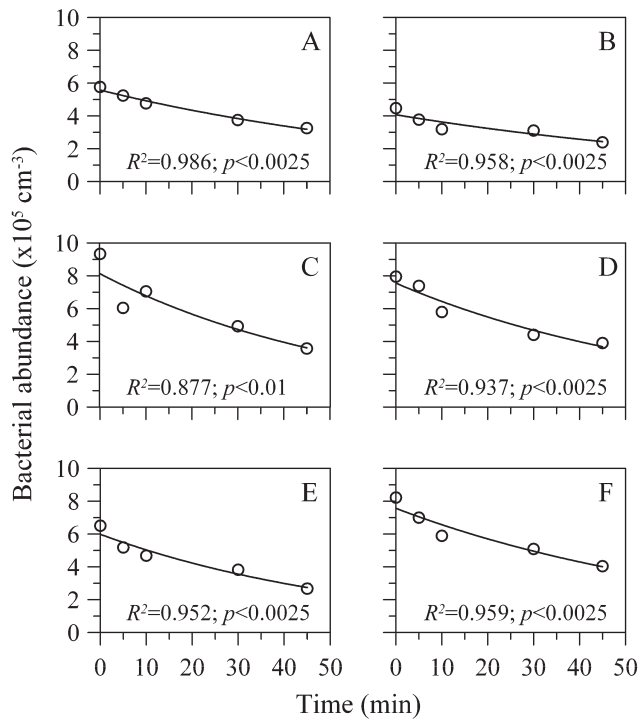 Bacterial abundance (x10⁵ cm⁻³)
10
8
6
4
2
0
A
R²=0.986; p<0.0025
B
R²=0.958; p<0.0025
10
8
6
4
2
0
C
R²=0.877; p<0.01
D
R²=0.937; p<0.0025
10
8
6
4
2
0
E
R²=0.952; p<0.0025
F
R²=0.959; p<0.0025
0 10 20 30 40 50 0 10 20 30 40 50
Time (min)